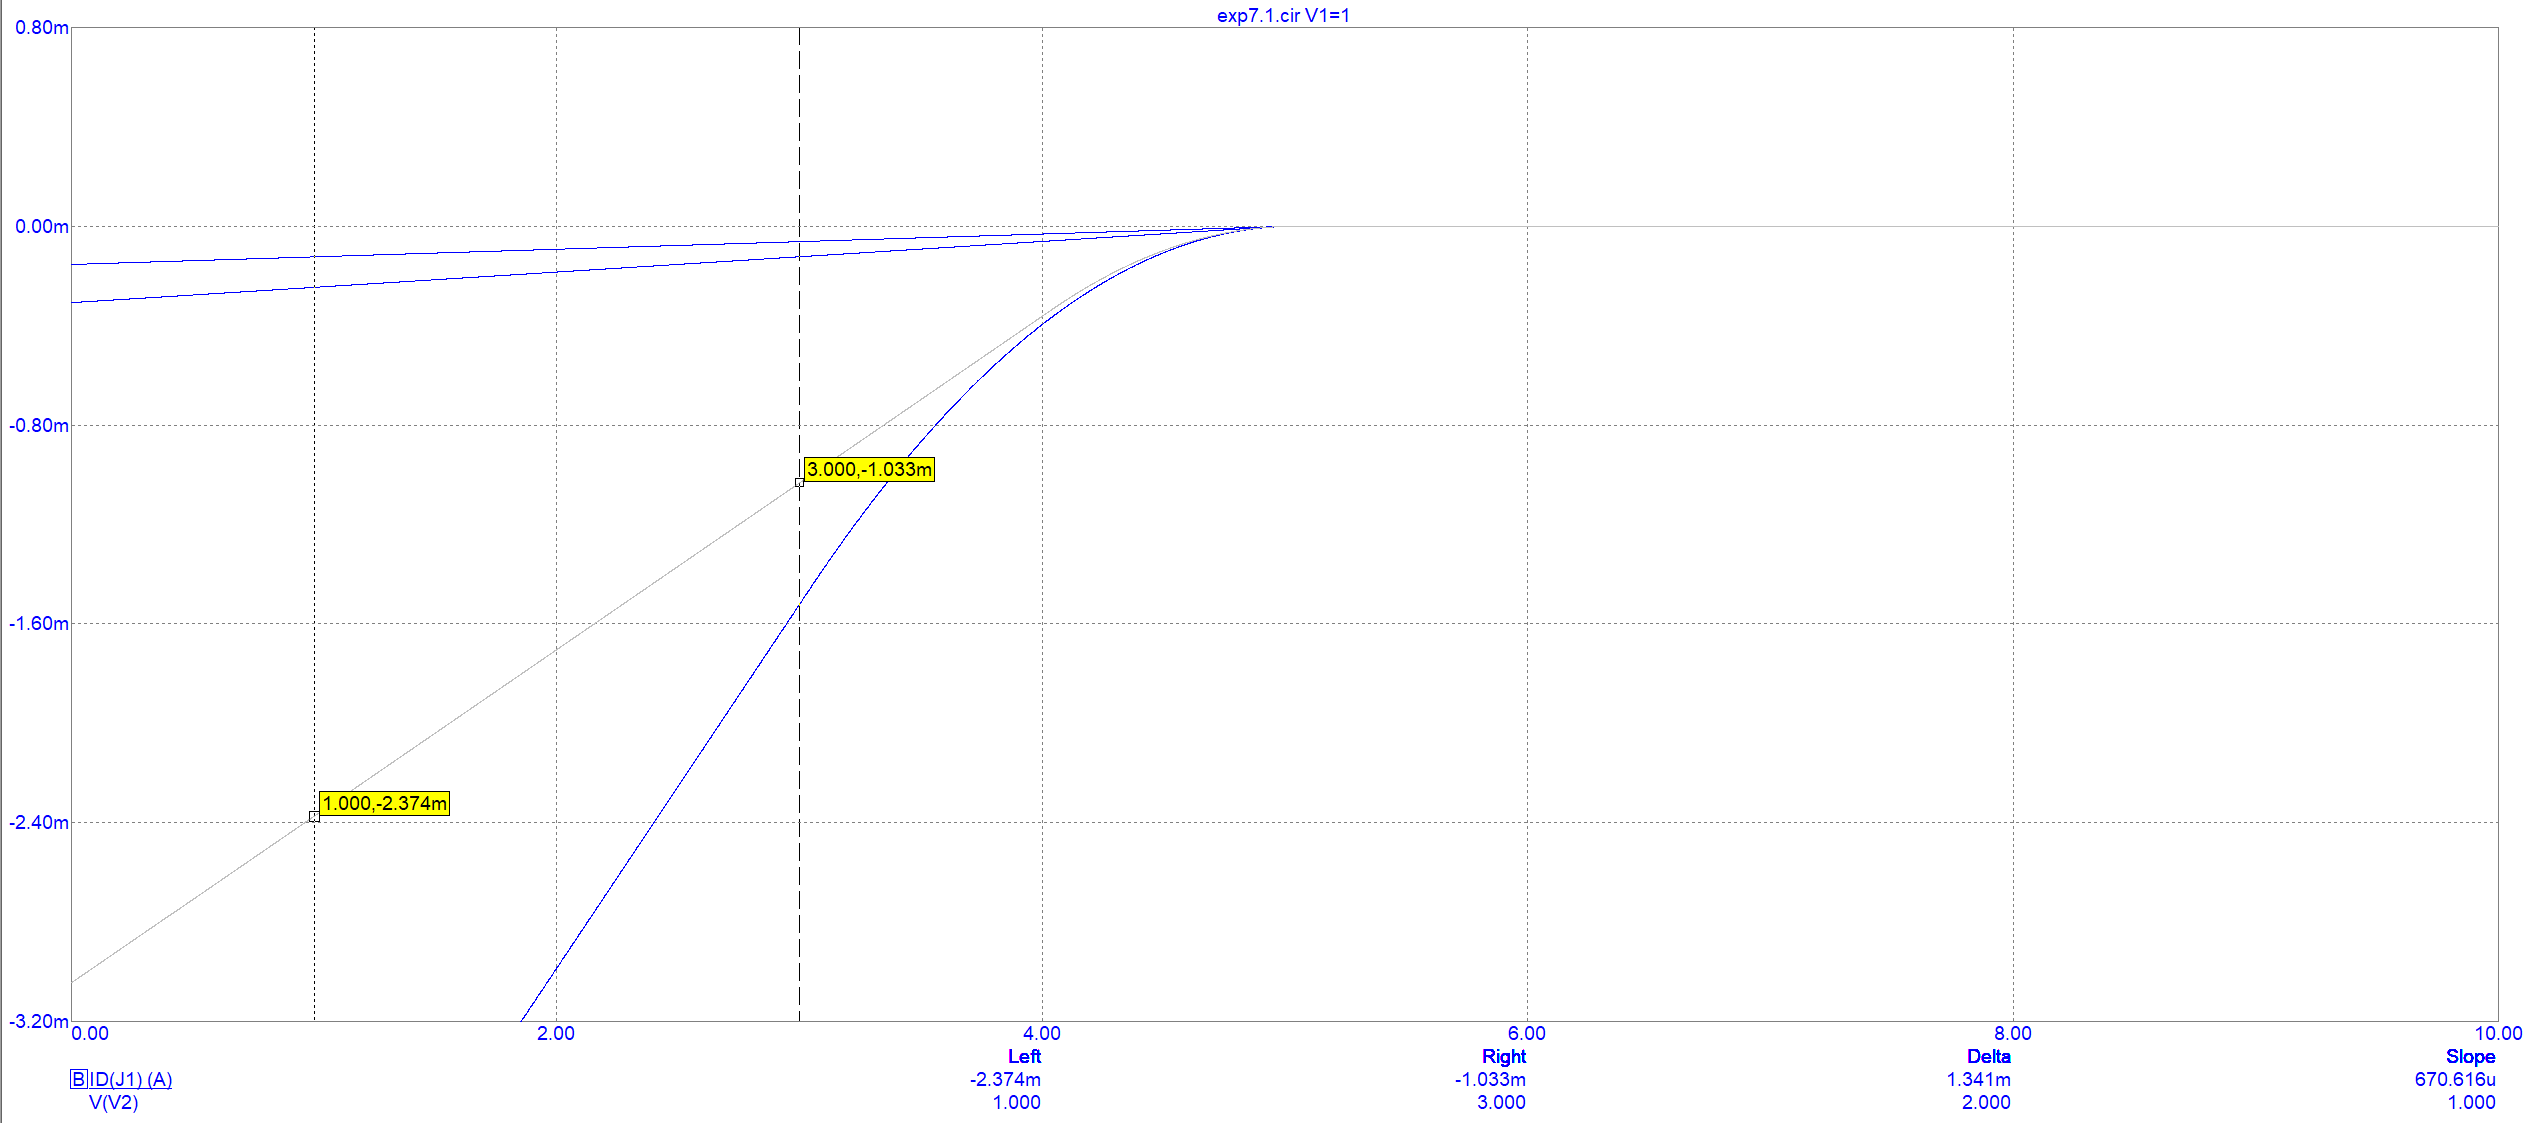 exp7.1.cir V1=1
0.80m
0.00m
-0.80m
3.000,-1.033m
-1.60m
1.000,-2.374m
-2.40m
-3.20m
0.00 2.00 4.00 6.00 8.00 10.00
Left Right Delta Slope
B ID(J1) (A) -2.374m -1.033m 1.341m 670.616u
V(V2) 1.000 3.000 2.000 1.000